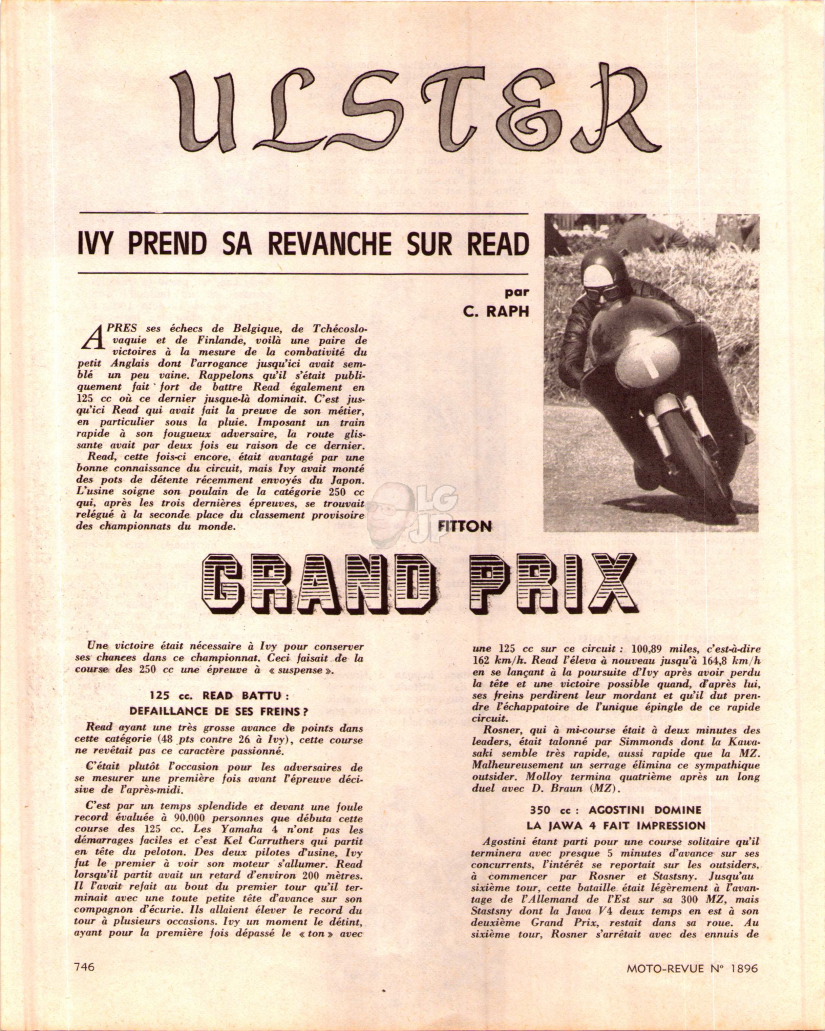 ULSTER
IVY PREND SA REVANCHE SUR READ
par
C. RAPH
APRES ses échecs de Belgique, de Tchécoslo-
vaquie et de Finlande, voilà une paire de
victoires à la mesure de la combativité du
petit Anglais dont l'arrogance jusqu'ici avait sem-
blé un peu vaine. Rappelons qu'il s'était publi-
quement fait fort de battre Read également en
125 cc où ce dernier jusque-là dominait. C'est jus-
qu'ici Read qui avait fait la preuve de son métier,
en particulier sous la pluie. Imposant un train
rapide à son fougueux adversaire, la route glis-
sante avait par deux fois eu raison de ce dernier.
Read, cette fois-ci encore, était avantagé par une
bonne connaissance du circuit, mais Ivy avait monté
des pots de détente récemment envoyés du Japon.
L'usine soigne son poulain de la catégorie 250 cc
qui, après les trois dernières épreuves, se trouvait
relégué à la seconde place du classement provisoire
des championnats du monde.
LG
JP
FITTON
GRAND PRIX
Une victoire était nécessaire à Ivy pour conserver
ses chances dans ce championnat. Ceci faisait de la
course des 250 cc une épreuve à « suspense ».
125 cc. READ BATTU :
DEFAILLANCE DE SES FREINS ?
Read ayant une très grosse avance de points dans
cette catégorie (48 pts contre 26 à Ivy), cette course
ne revêtait pas ce caractère passionné.
C'était plutôt l'occasion pour les adversaires de
se mesurer une première fois avant l'épreuve déci-
sive de l'après-midi.
C'est par un temps splendide et devant une foule
record évaluée à 90.000 personnes que débuta cette
course des 125 cc. Les Yamaha 4 n'ont pas les
démarrages faciles et c'est Kel Carruthers qui partit
en tête du peloton. Des deux pilotes d'usine, Ivy
fut le premier à voir son moteur s'allumer. Read
lorsqu'il partit avait un retard d'environ 200 mètres.
Il l'avait refait au bout du premier tour qu'il ter-
minait avec une toute petite tête d'avance sur son
compagnon d'écurie. Ils allaient élever le record du
tour à plusieurs occasions. Ivy un moment le détint,
ayant pour la première fois dépassé le « ton » avec
une 125 cc sur ce circuit : 100,89 miles, c'est-à-dire
162 km/h. Read l'éleva à nouveau jusqu'à 164,8 km/h
en se lançant à la poursuite d'Ivy après avoir perdu
la tête et une victoire possible quand, d'après lui,
ses freins perdirent leur mordant et qu'il dut pren-
dre l'échappatoire de l'unique épingle de ce rapide
circuit.
Rosner, qui à mi-course était à deux minutes des
leaders, était talonné par Simmonds dont la Kawa-
saki semble très rapide, aussi rapide que la MZ.
Malheureusement un serrage élimina ce sympathique
outsider. Molloy termina quatrième après un long
duel avec D. Braun (MZ).
350 cc : AGOSTINI DOMINE
LA JAWA 4 FAIT IMPRESSION
Agostini étant parti pour une course solitaire qu'il
terminera avec presque 5 minutes d'avance sur ses
concurrents, l'intérêt se reportait sur les outsiders,
à commencer par Rosner et Stastsny. Jusqu'au
sixième tour, cette bataille était légèrement à l'avan-
tage de l'Allemand de l'Est sur sa 300 MZ, mais
Stastsny dont la Jawa V4 deux temps en est à son
deuxième Grand Prix, restait dans sa roue. Au
sixième tour, Rosner s'arrêtait avec des ennuis de
746
MOTO-REVUE N° 1896